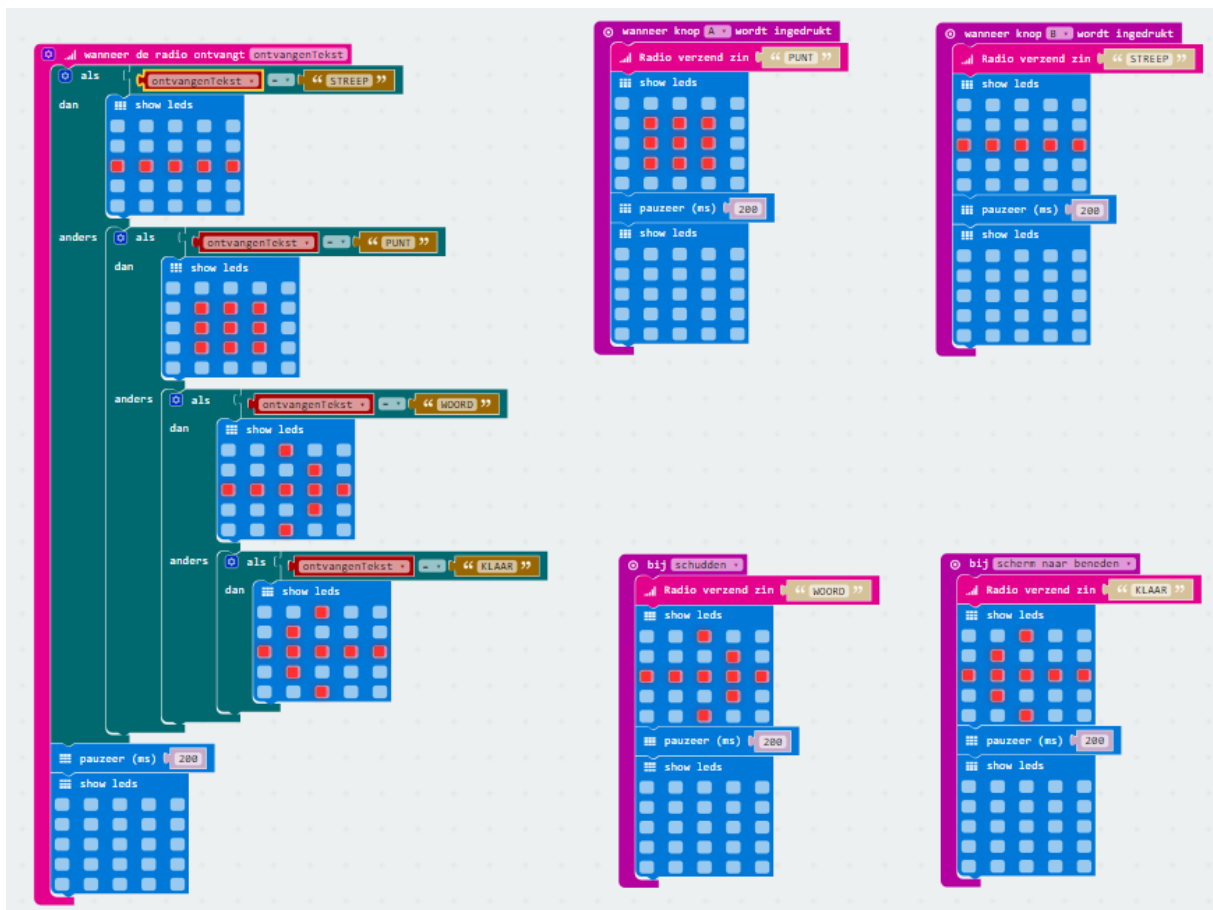 wanneer de radio ontvangt ontvangenTekst
als ontvangenTekst = “ STREEP ”
dan show leds
anders als ontvangenTekst = “ PUNT ”
dan show leds
anders als ontvangenTekst = “ WOORD ”
dan show leds
anders als ontvangenTekst = “ KLAAR ”
dan show leds
pauzeer (ms) 200
show leds
wanneer knop A wordt ingedrukt
Radio verzend zin “ PUNT ”
show leds
pauzeer (ms) 200
show leds
wanneer knop B wordt ingedrukt
Radio verzend zin “ STREEP ”
show leds
pauzeer (ms) 200
show leds
bij schudden
Radio verzend zin “ WOORD ”
show leds
pauzeer (ms) 200
show leds
bij scherm naar beneden
Radio verzend zin “ KLAAR ”
show leds
pauzeer (ms) 200
show leds